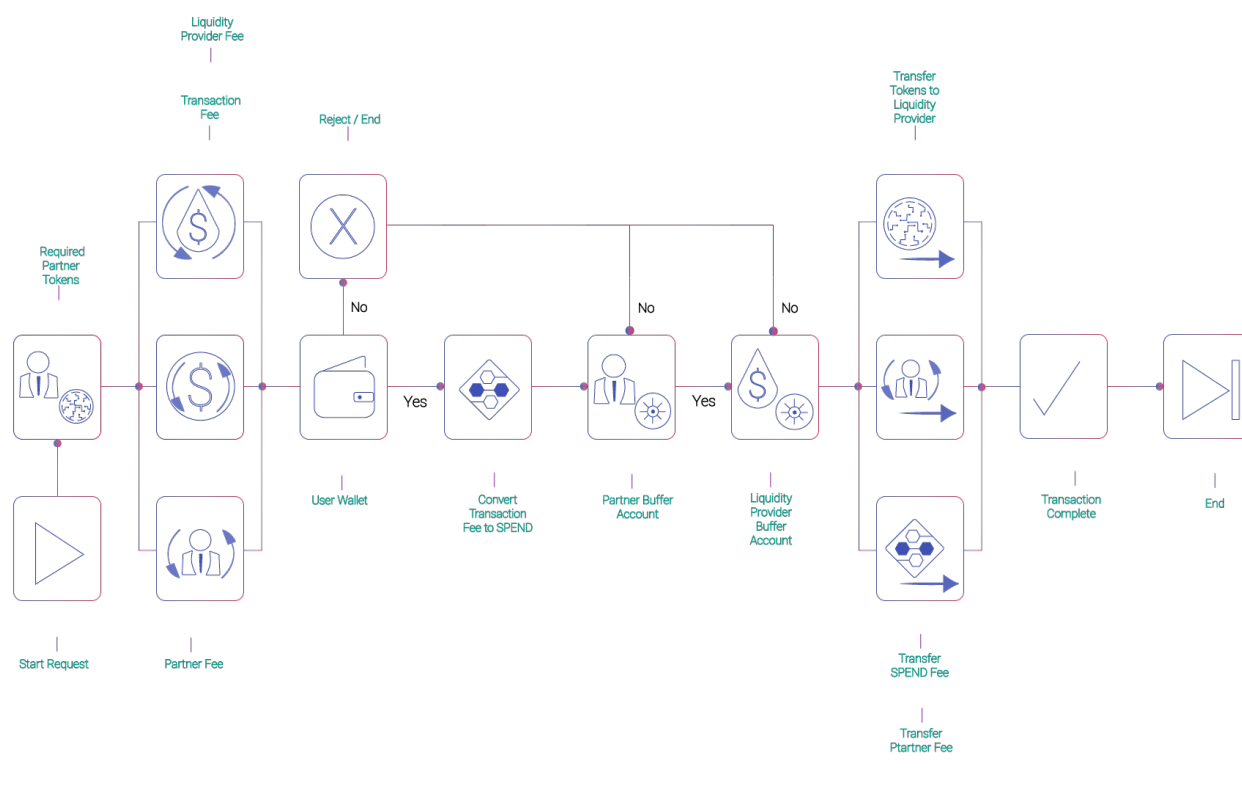 Liquidity
Provider Fee
Transaction
Fee
Reject / End
Transfer
Tokens to
Liquidity
Provider
Required
Partner
Tokens
No
No
No
Yes
Yes
User Wallet
Convert
Transaction
Fee to SPEND
Partner Buffer
Account
Liquidity
Provider
Buffer
Account
Transaction
Complete
End
Start Request
Partner Fee
Transfer
SPEND Fee
Transfer
Ptartner Fee